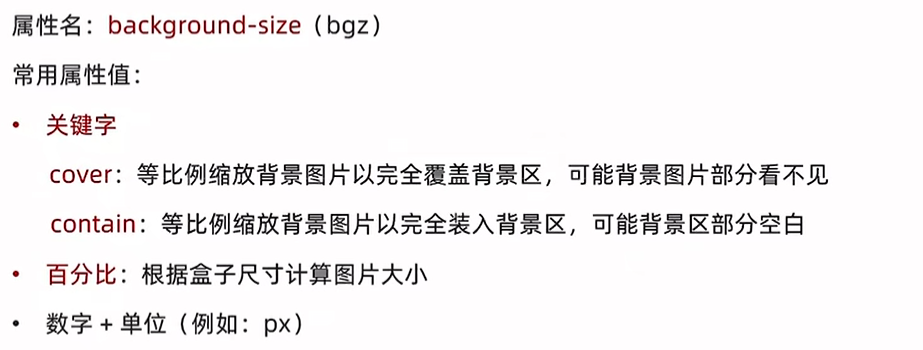 属性名：background-size（bgz）
常用属性值：
• 关键字
cover：等比例缩放背景图片以完全覆盖背景区，可能背景图片部分看不见
contain：等比例缩放背景图片以完全装入背景区，可能背景区部分空白
• 百分比：根据盒子尺寸计算图片大小
• 数字 + 单位（例如：px）